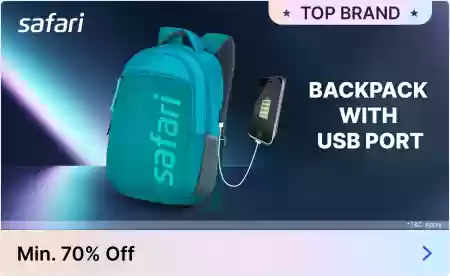 safari
★ TOP BRAND ★
safari
BACKPACK
WITH
USB PORT
*T&C Apply
Min. 70% Off